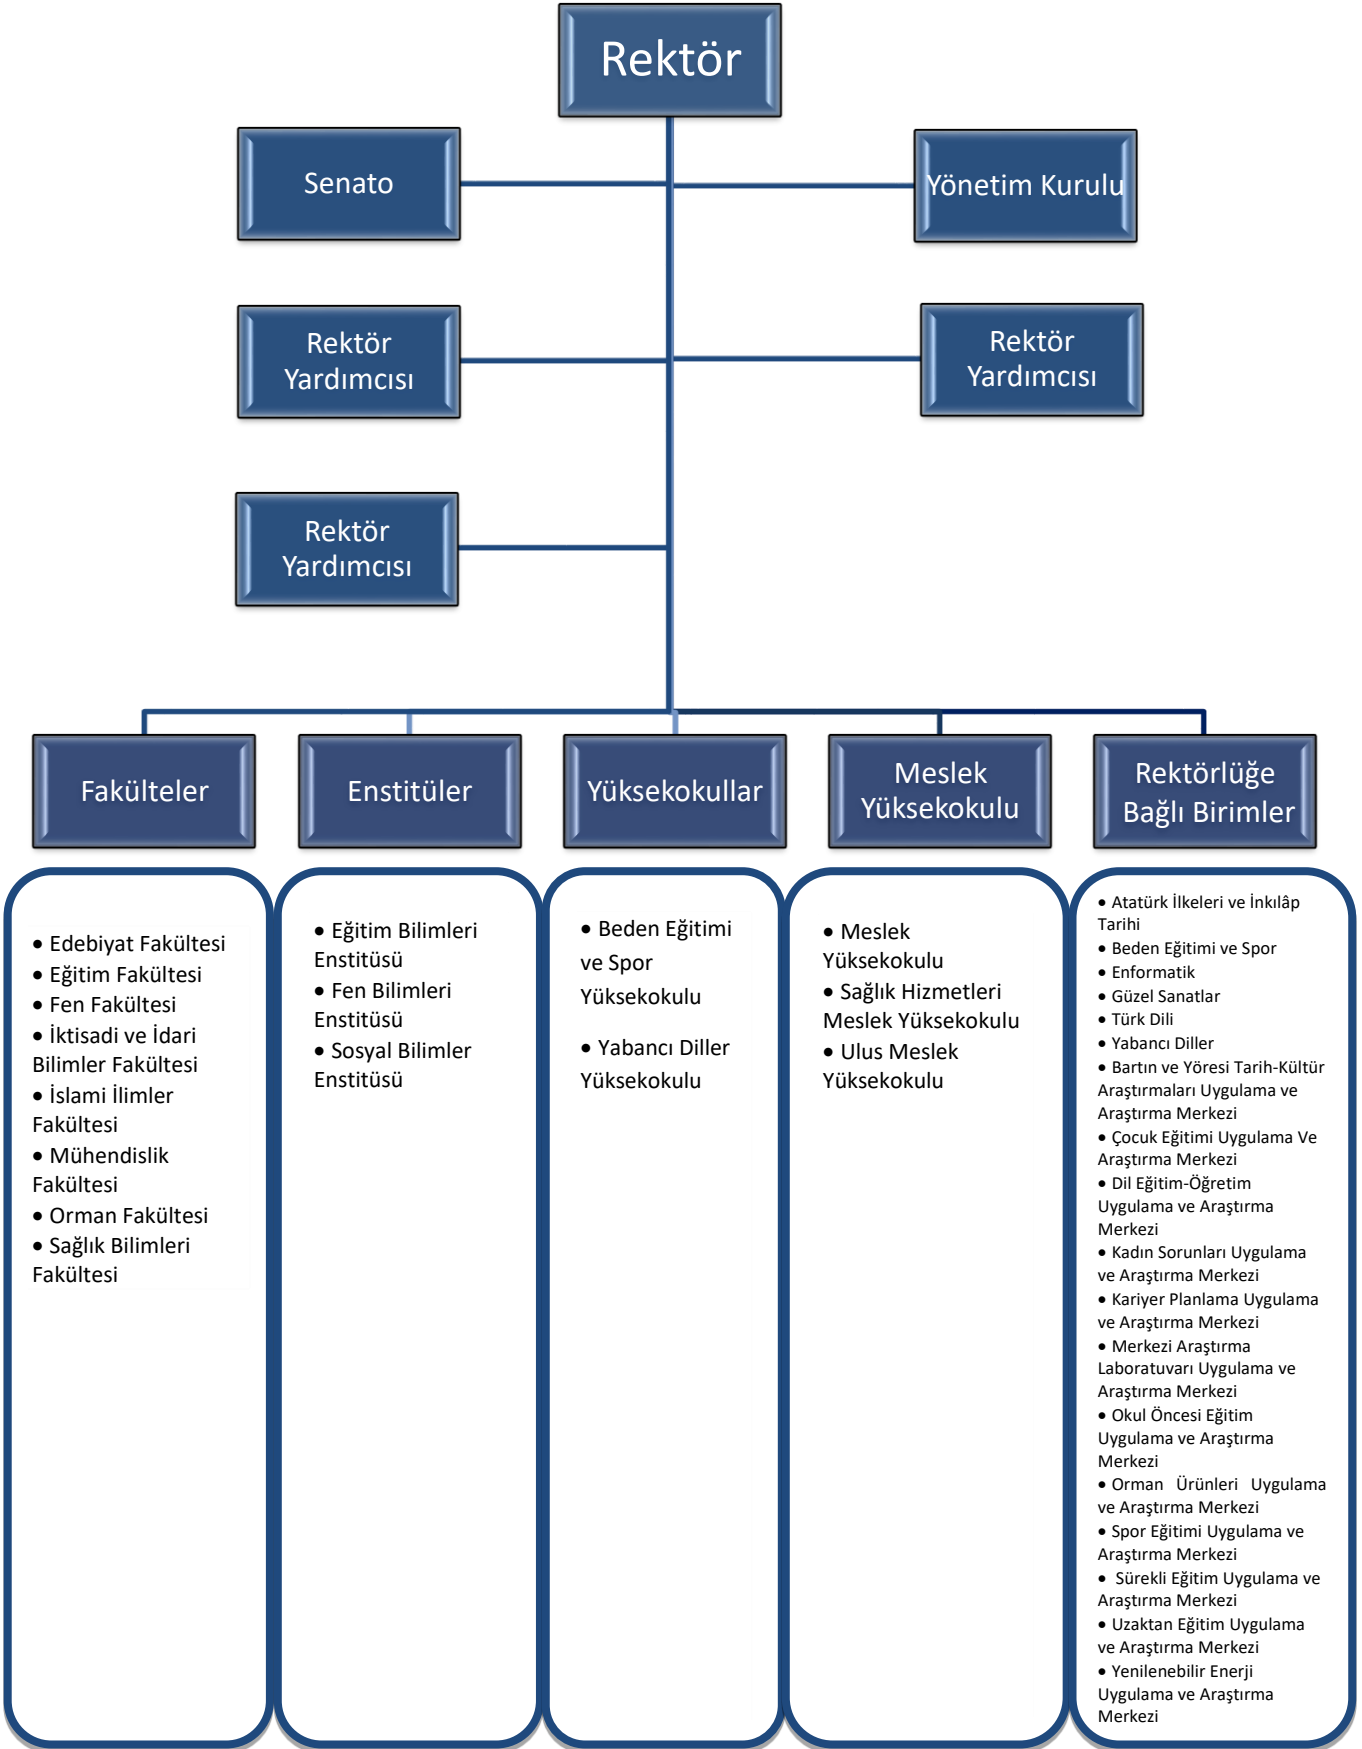 Rektör
Senato
Yönetim Kurulu
Rektör
Yardımcısı
Rektör
Yardımcısı
Rektör
Yardımcısı
Fakülteler
Enstitüler
Yüksekokullar
Meslek
Yüksekokulu
Rektörlüğe
Bağlı Birimler
• Edebiyat Fakültesi
• Eğitim Fakültesi
• Fen Fakültesi
• İktisadi ve İdari
Bilimler Fakültesi
• İslami İlimler
Fakültesi
• Mühendislik
Fakültesi
• Orman Fakültesi
• Sağlık Bilimleri
Fakültesi
• Eğitim Bilimleri
Enstitüsü
• Fen Bilimleri
Enstitüsü
• Sosyal Bilimler
Enstitüsü
• Beden Eğitimi
ve Spor
Yüksekokulu
• Yabancı Diller
Yüksekokulu
• Meslek
Yüksekokulu
• Sağlık Hizmetleri
Meslek Yüksekokulu
• Ulus Meslek
Yüksekokulu
• Atatürk İlkeleri ve İnkılâp
Tarihi
• Beden Eğitimi ve Spor
• Enformatik
• Güzel Sanatlar
• Türk Dili
• Yabancı Diller
• Bartın ve Yöresi Tarih-Kültür
Araştırmaları Uygulama ve
Araştırma Merkezi
• Çocuk Eğitimi Uygulama Ve
Araştırma Merkezi
• Dil Eğitim-Öğretim
Uygulama ve Araştırma
Merkezi
• Kadın Sorunları Uygulama
ve Araştırma Merkezi
• Kariyer Planlama Uygulama
ve Araştırma Merkezi
• Merkezi Araştırma
Laboratuvarı Uygulama ve
Araştırma Merkezi
• Okul Öncesi Eğitim
Uygulama ve Araştırma
Merkezi
• Orman Ürünleri Uygulama
ve Araştırma Merkezi
• Spor Eğitimi Uygulama ve
Araştırma Merkezi
• Sürekli Eğitim Uygulama ve
Araştırma Merkezi
• Uzaktan Eğitim Uygulama
ve Araştırma Merkezi
• Yenilenebilir Enerji
Uygulama ve Araştırma
Merkezi